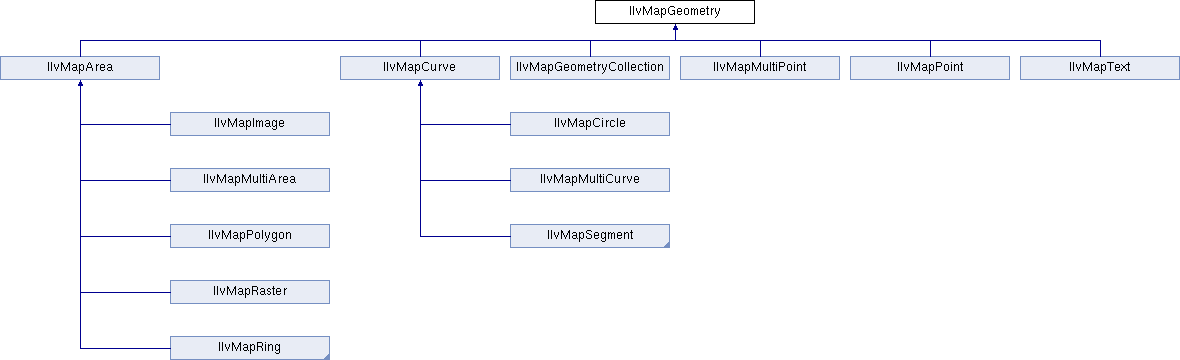 IlvMapGeometry
IlvMapArea
IlvMapCurve
IlvMapGeometryCollection
IlvMapMultiPoint
IlvMapPoint
IlvMapText
IlvMapImage
IlvMapCircle
IlvMapMultiArea
IlvMapMultiCurve
IlvMapPolygon
IlvMapSegment
IlvMapRaster
IlvMapRing